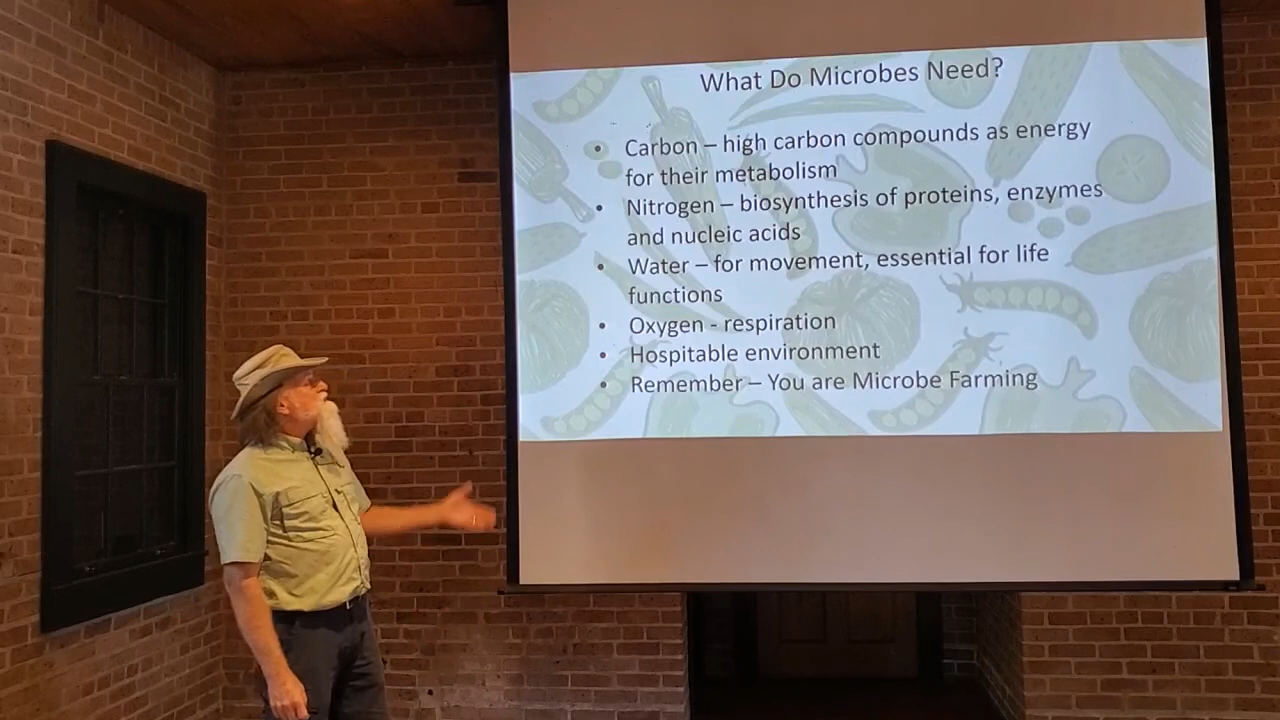 What Do Microbes Need?
• Carbon – high carbon compounds as energy
for their metabolism
• Nitrogen – biosynthesis of proteins, enzymes
and nucleic acids
• Water – for movement, essential for life
functions
• Oxygen - respiration
• Hospitable environment
• Remember – You are Microbe Farming